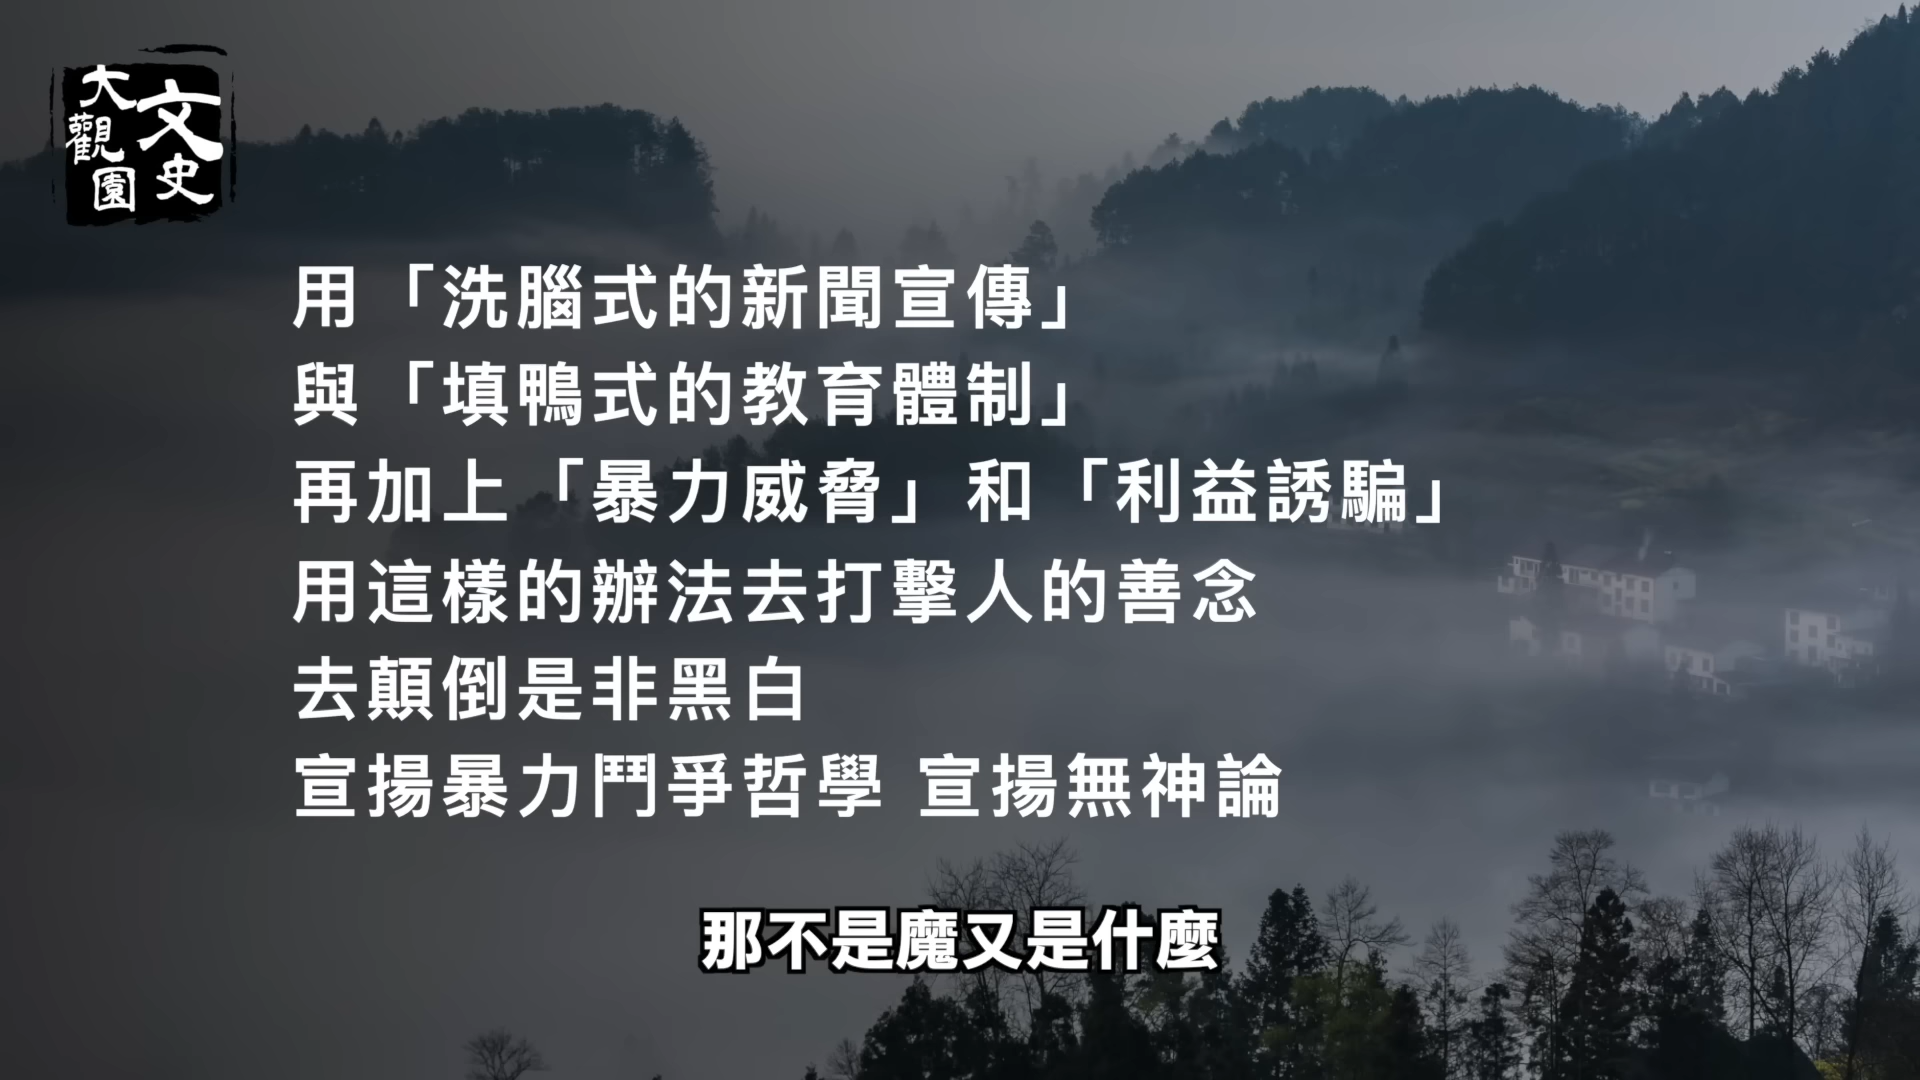 文史
大觀園
用「洗腦式的新聞宣傳」
與「填鴨式的教育體制」
再加上「暴力威脅」和「利益誘騙」
用這樣的辦法去打擊人的善念
去顛倒是非黑白
宣揚暴力鬥爭哲學 宣揚無神論
那不是魔又是什麼